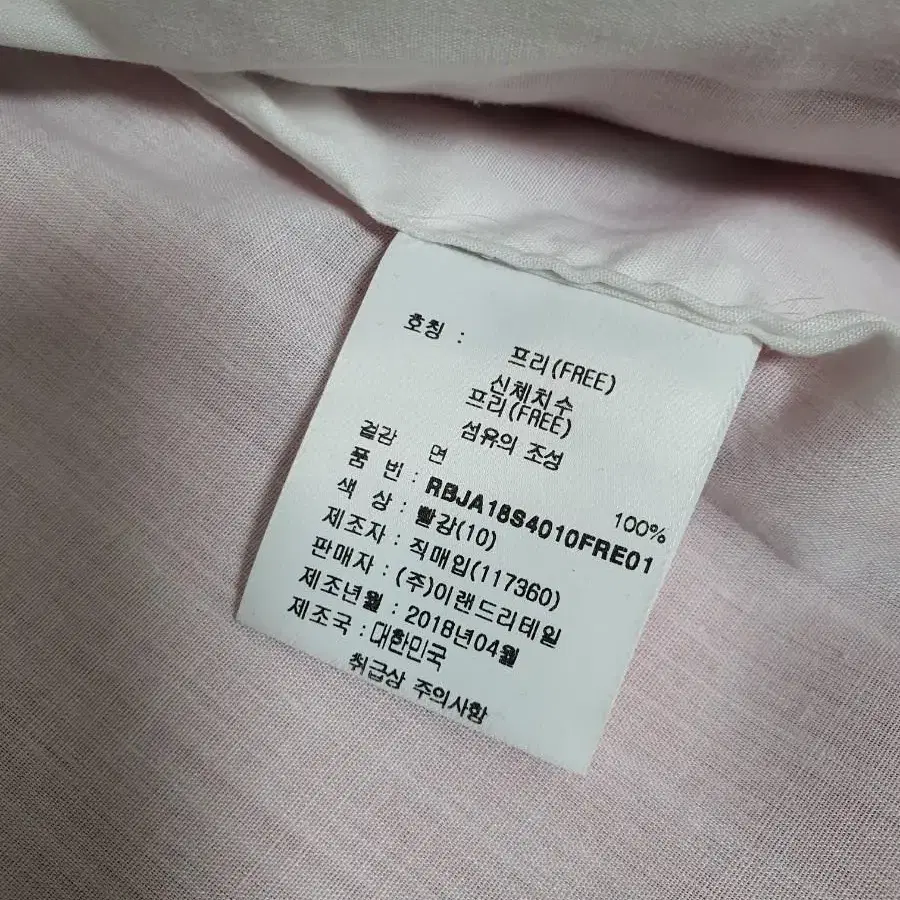 호칭 :
프리(FREE)
신체치수
프리(FREE)
섬유의 조성
겉감 면 100%
품 번 : RBJA18S4010FRE01
색 상 : 빨강(10)
제조자 : 직매입(117360)
판매자 : (주)이랜드리테일
제조년월 : 2018년04월
제조국 : 대한민국
취급상 주의사항